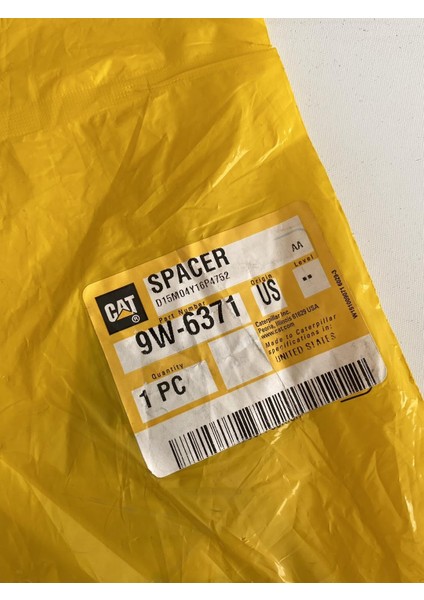 SPACER
D15M04Y16P4752
AA
CAT
®
Part Number
Origin
Level
9W-6371
US
Caterpillar Inc.
Peoria, Illinois 61629 USA
www.cat.com
Quantity
Made to Caterpillar
specifications in:
1 PC
UNITED STATES